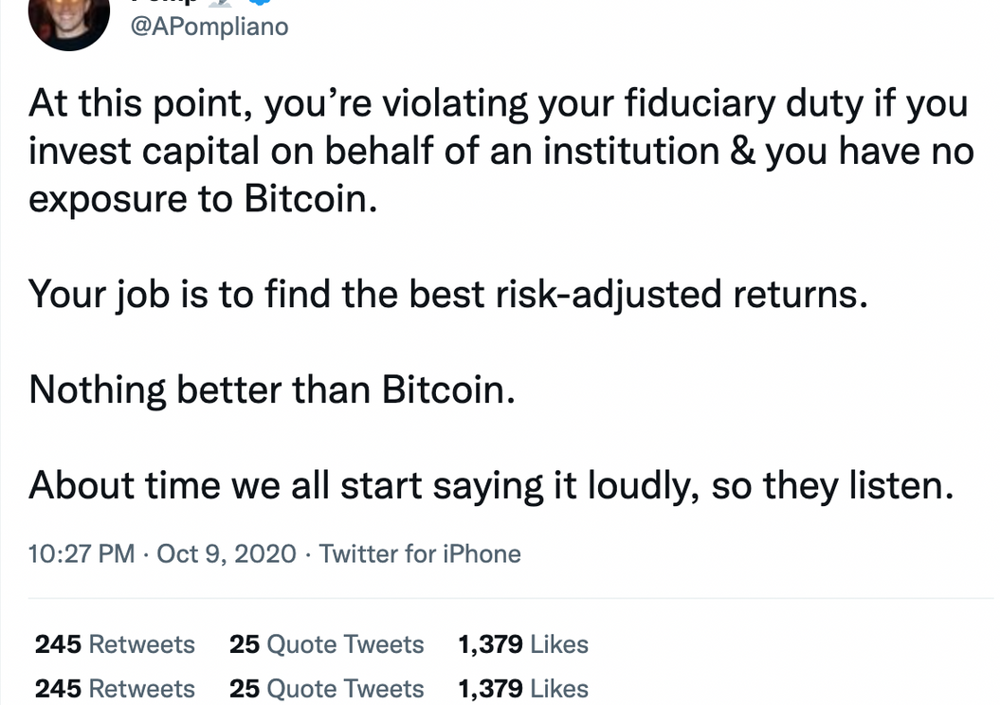 @APompliano
At this point, you’re violating your fiduciary duty if you
invest capital on behalf of an institution & you have no
exposure to Bitcoin.
Your job is to find the best risk-adjusted returns.
Nothing better than Bitcoin.
About time we all start saying it loudly, so they listen.
10:27 PM · Oct 9, 2020 · Twitter for iPhone
245 Retweets 25 Quote Tweets 1,379 Likes
245 Retweets 25 Quote Tweets 1,379 Likes